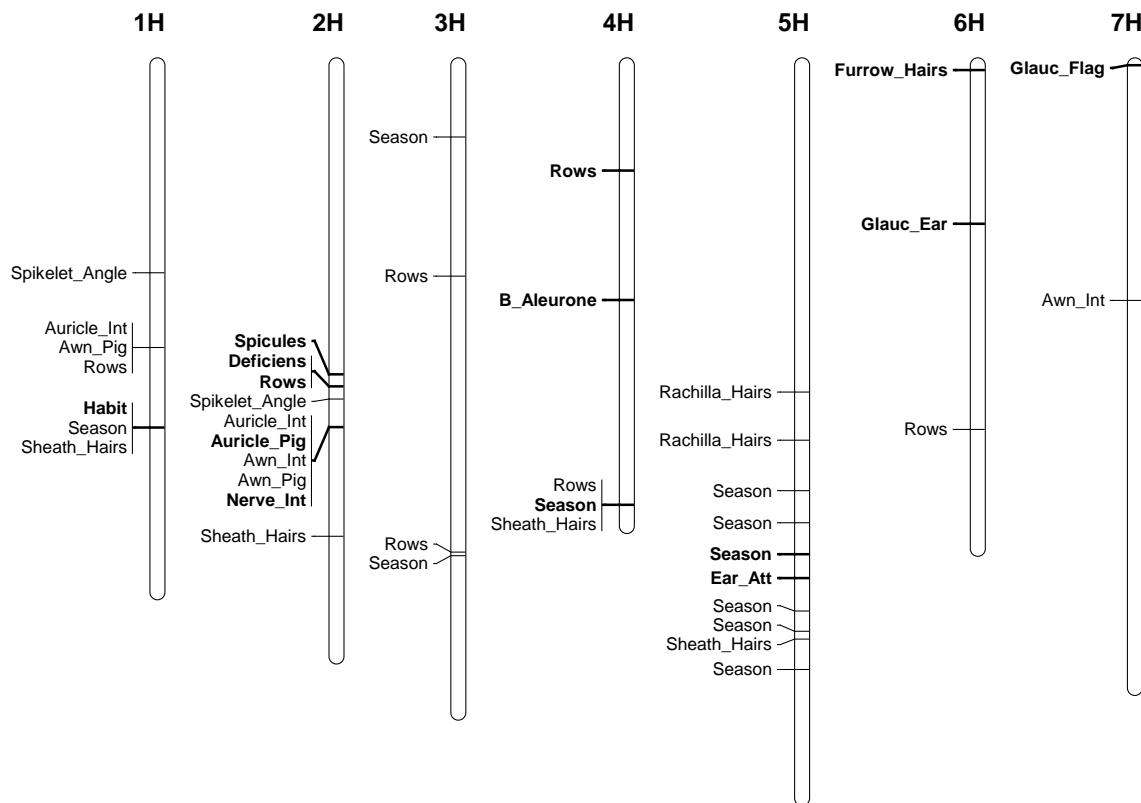 1H
2H
3H
4H
5H
6H
7H
Spikelet_Angle
Auricle_Int
Awn_Pig
Rows
Habit
Season
Sheath_Hairs
Spicules
Deficiens
Rows
Spikelet_Angle
Auricle_Int
Auricle_Pig
Awn_Int
Awn_Pig
Nerve_Int
Sheath_Hairs
Season
Rows
Rows
Season
Rows
B_Aleurone
Rows
Season
Sheath_Hairs
Rachilla_Hairs
Rachilla_Hairs
Season
Season
Season
Ear_Att
Season
Season
Sheath_Hairs
Season
Furrow_Hairs
Glauc_Ear
Rows
Glauc_Flag
Awn_Int